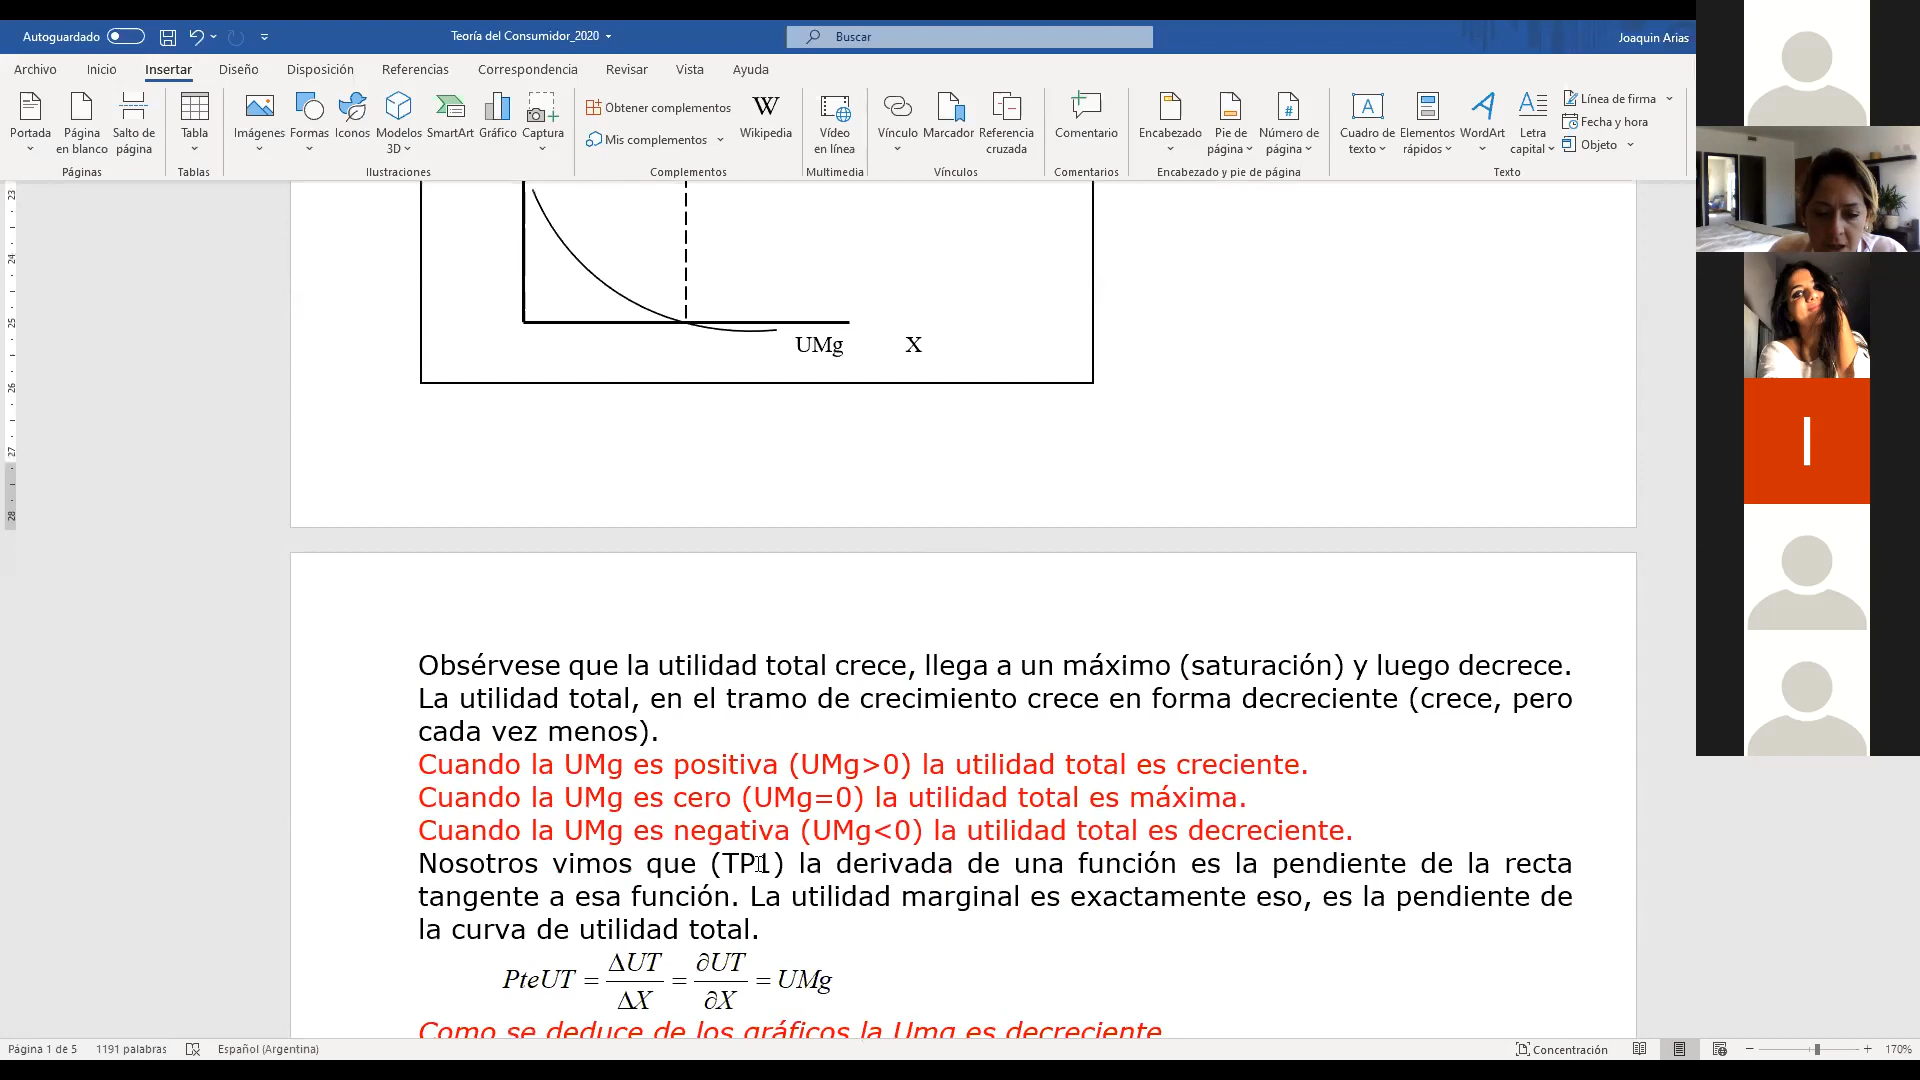 Autoguardado
Teoría del Consumidor_2020
Buscar
Joaquin Arias
Archivo Inicio Insertar Diseño Disposición Referencias Correspondencia Revisar Vista Ayuda
Portada
Página en blanco
Salto de página
Tabla
Imágenes
Formas
Iconos
Modelos 3D
SmartArt
Gráfico
Captura
Obtener complementos
Mis complementos
Wikipedia
Vídeo en línea
Vínculo
Marcador
Referencia cruzada
Comentario
Encabezado
Pie de página
Número de página
Cuadro de texto
Elementos rápidos
WordArt
Letra capital
Línea de firma
Fecha y hora
Objeto
Páginas Tablas Ilustraciones Complementos Multimedia Vínculos Comentarios Encabezado y pie de página Texto
23
24
25
26
27
28
UMg X
I
Obsérvese que la utilidad total crece, llega a un máximo (saturación) y luego decrece.
La utilidad total, en el tramo de crecimiento crece en forma decreciente (crece, pero
cada vez menos).
Cuando la UMg es positiva (UMg>0) la utilidad total es creciente.
Cuando la UMg es cero (UMg=0) la utilidad total es máxima.
Cuando la UMg es negativa (UMg<0) la utilidad total es decreciente.
Nosotros vimos que (TP1) la derivada de una función es la pendiente de la recta
tangente a esa función. La utilidad marginal es exactamente eso, es la pendiente de
la curva de utilidad total.
PteUT = ΔUT/ΔX = ∂UT/∂X = UMg
Como se deduce de los gráficos la Umg es decreciente
Página 1 de 5 1191 palabras Español (Argentina) Concentración 170%